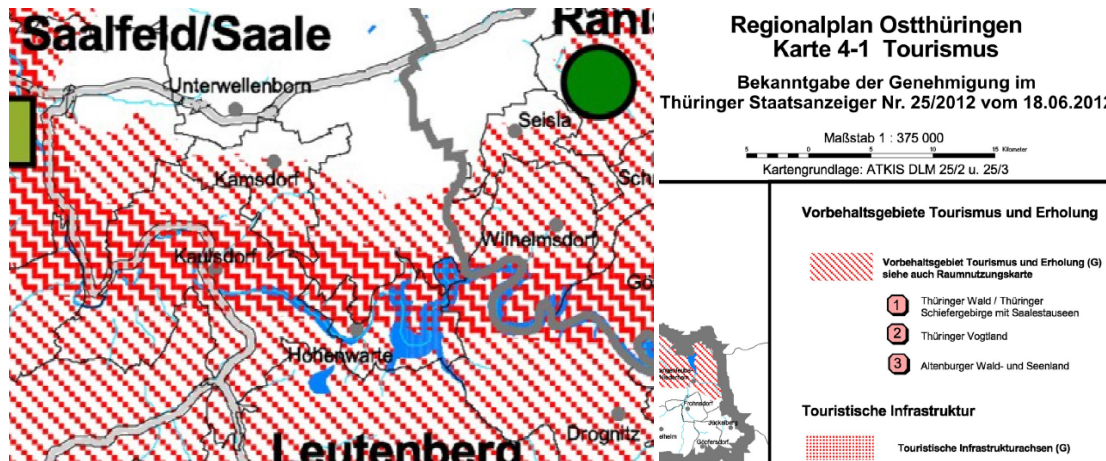 Saalfeld/Saale
Unterwellenborn
Seisla
Kamsdorf
Wilhelmsdorf
Kaulsdorf
Hohenwarte
Drognitz
Leutenberg
Regionalplan Ostthüringen
Karte 4-1 Tourismus
Bekanntgabe der Genehmigung im
Thüringer Staatsanzeiger Nr. 25/2012 vom 18.06.2012
Maßstab 1 : 375 000
5 0 5 10 15 Kilometer
Kartengrundlage: ATKIS DLM 25/2 u. 25/3
Vorbehaltsgebiete Tourismus und Erholung
Vorbehaltsgebiet Tourismus und Erholung (G)
siehe auch Raumnutzungskarte
1 Thüringer Wald / Thüringer
Schiefergebirge mit Saalestauseen
2 Thüringer Vogtland
3 Altenburger Wald- und Seenland
Frohnsdorf
Jückelberg
Göpfersdorf
Touristische Infrastruktur
Touristische Infrastrukturachsen (G)